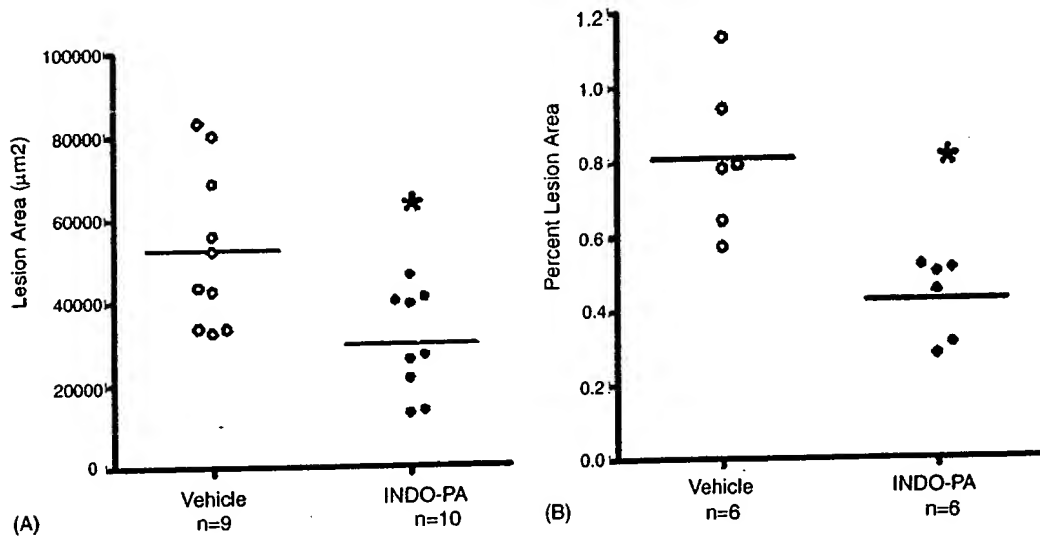 100000
80000
60000
40000
20000
0
Lesion Area (μm2)
*
Vehicle
n=9
INDO-PA
n=10
(A)
1.2
1.0
0.8
0.6
0.4
0.2
0.0
Percent Lesion Area
*
Vehicle
n=6
INDO-PA
n=6
(B)